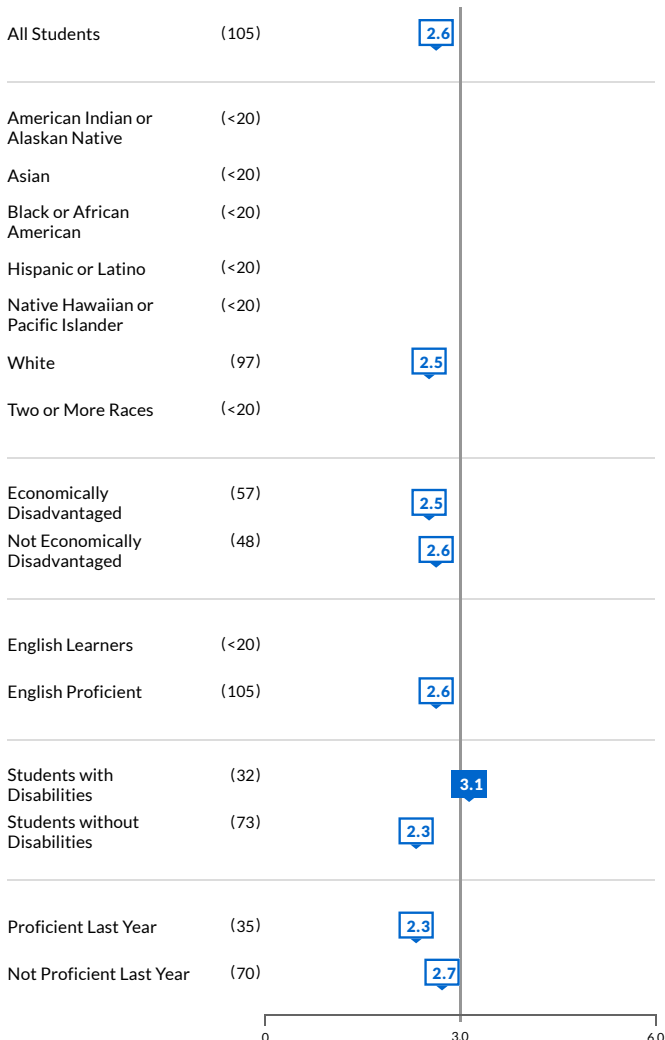 All Students (105) 2.6
American Indian or (<20)
Alaskan Native
Asian (<20)
Black or African (<20)
American
Hispanic or Latino (<20)
Native Hawaiian or (<20)
Pacific Islander
White (97) 2.5
Two or More Races (<20)
Economically (57) 2.5
Disadvantaged
Not Economically (48) 2.6
Disadvantaged
English Learners (<20)
English Proficient (105) 2.6
Students with (32) 3.1
Disabilities
Students without (73) 2.3
Disabilities
Proficient Last Year (35) 2.3
Not Proficient Last Year (70) 2.7
0 3.0 6.0